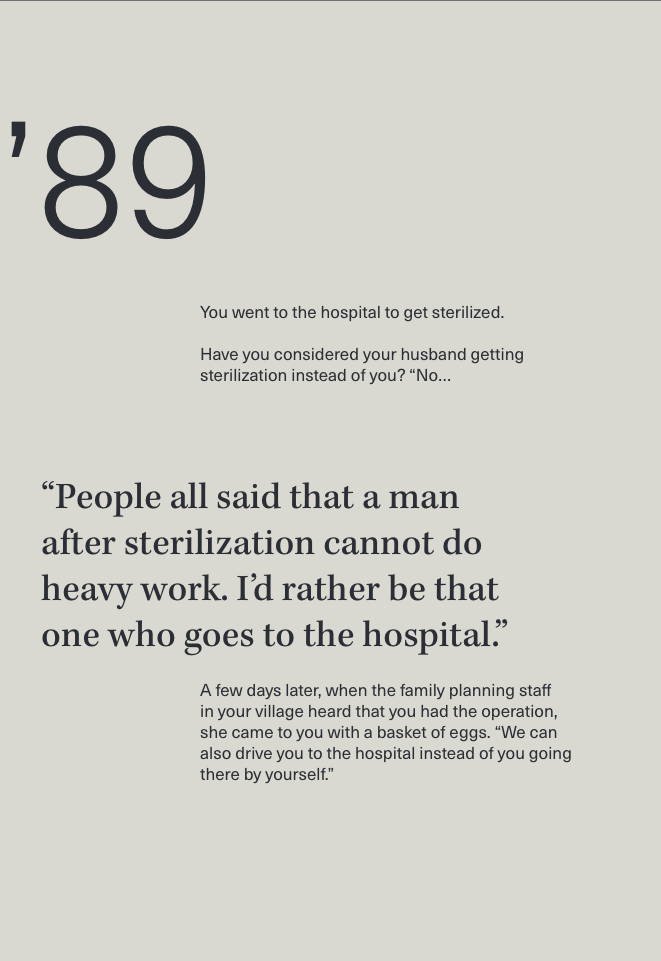 ’89
You went to the hospital to get sterilized.
Have you considered your husband getting
sterilization instead of you? “No...
“People all said that a man
after sterilization cannot do
heavy work. I’d rather be that
one who goes to the hospital.”
A few days later, when the family planning staff
in your village heard that you had the operation,
she came to you with a basket of eggs. “We can
also drive you to the hospital instead of you going
there by yourself.”